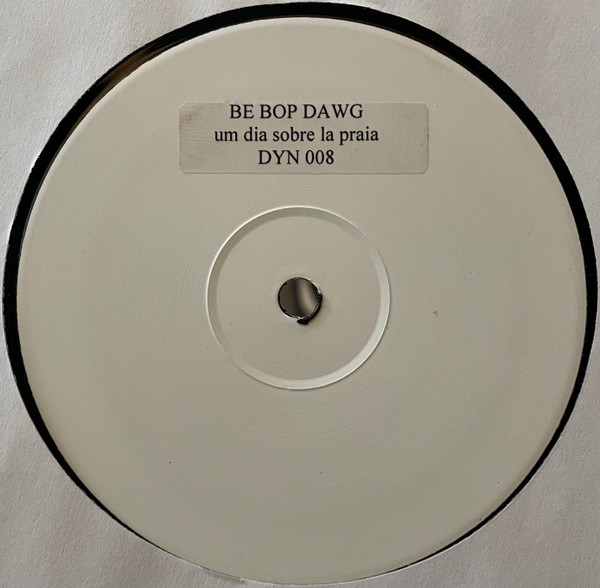 BE BOP DAWG
um dia sobre la praia
DYN 008